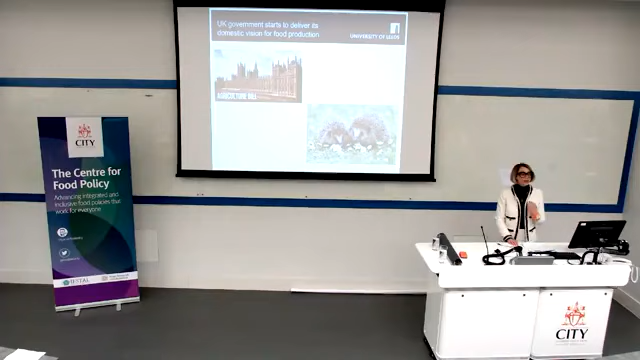 UK government starts to deliver its
domestic vision for food production
UNIVERSITY OF LEEDS
AGRICULTURE BILL
CITY
The Centre for
Food Policy
Advancing integrated and
inclusive food policies that
work for everyone
CITY